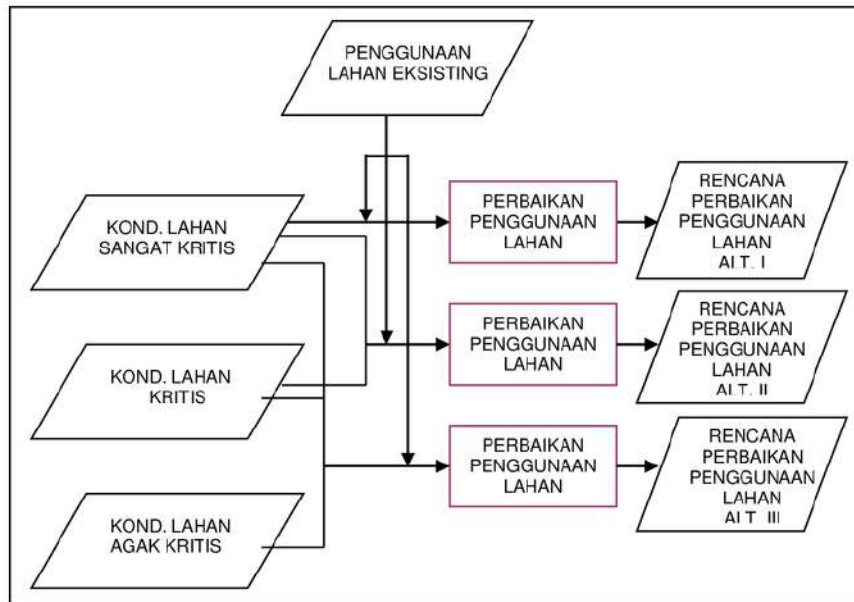 PENGGUNAAN
LAHAN EKSISTING
KOND. LAHAN
SANGAT KRITIS
PERBAIKAN
PENGGUNAAN
LAHAN
RENCANA
PERBAIKAN
PENGGUNAAN
LAHAN
ALT. I
KOND. LAHAN
KRITIS
PERBAIKAN
PENGGUNAAN
LAHAN
RENCANA
PERBAIKAN
PENGGUNAAN
LAHAN
ALT. II
KOND. LAHAN
AGAK KRITIS
PERBAIKAN
PENGGUNAAN
LAHAN
RENCANA
PERBAIKAN
PENGGUNAAN
LAHAN
ALT. III